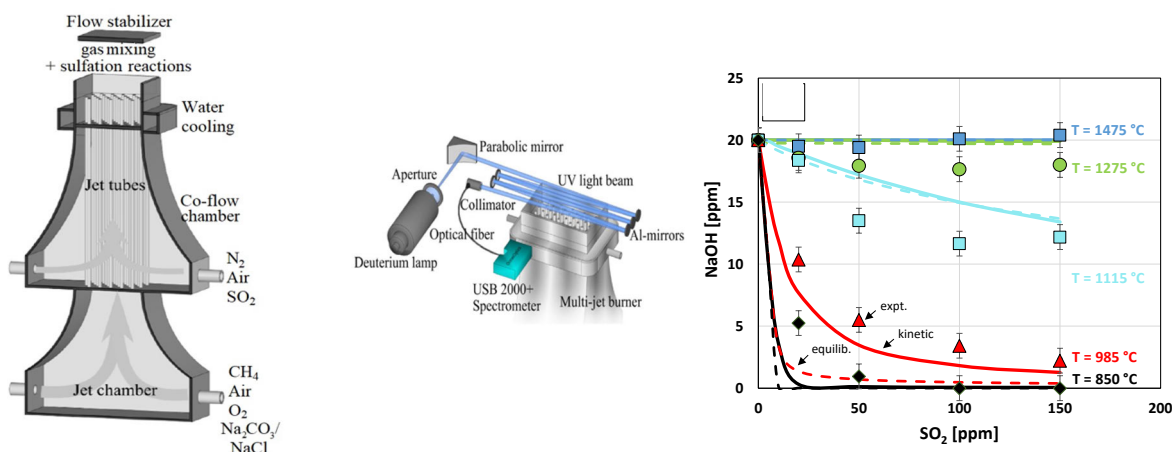 Flow stabilizer
gas mixing
+ sulfation reactions
Water
cooling
Jet tubes
Co-flow
chamber
N2
Air
SO2
Jet chamber
CH4
Air
O2
Na2CO3/
NaCl
Parabolic mirror
Aperture
UV light beam
Collimator
Optical fiber
Al-mirrors
Deuterium lamp
USB 2000+
Spectrometer
Multi-jet burner
25
20
15
10
5
0
NaOH [ppm]
T = 1475 °C
T = 1275 °C
T = 1115 °C
expt.
kinetic
equilib.
T = 985 °C
T = 850 °C
0
50
100
150
200
SO2 [ppm]